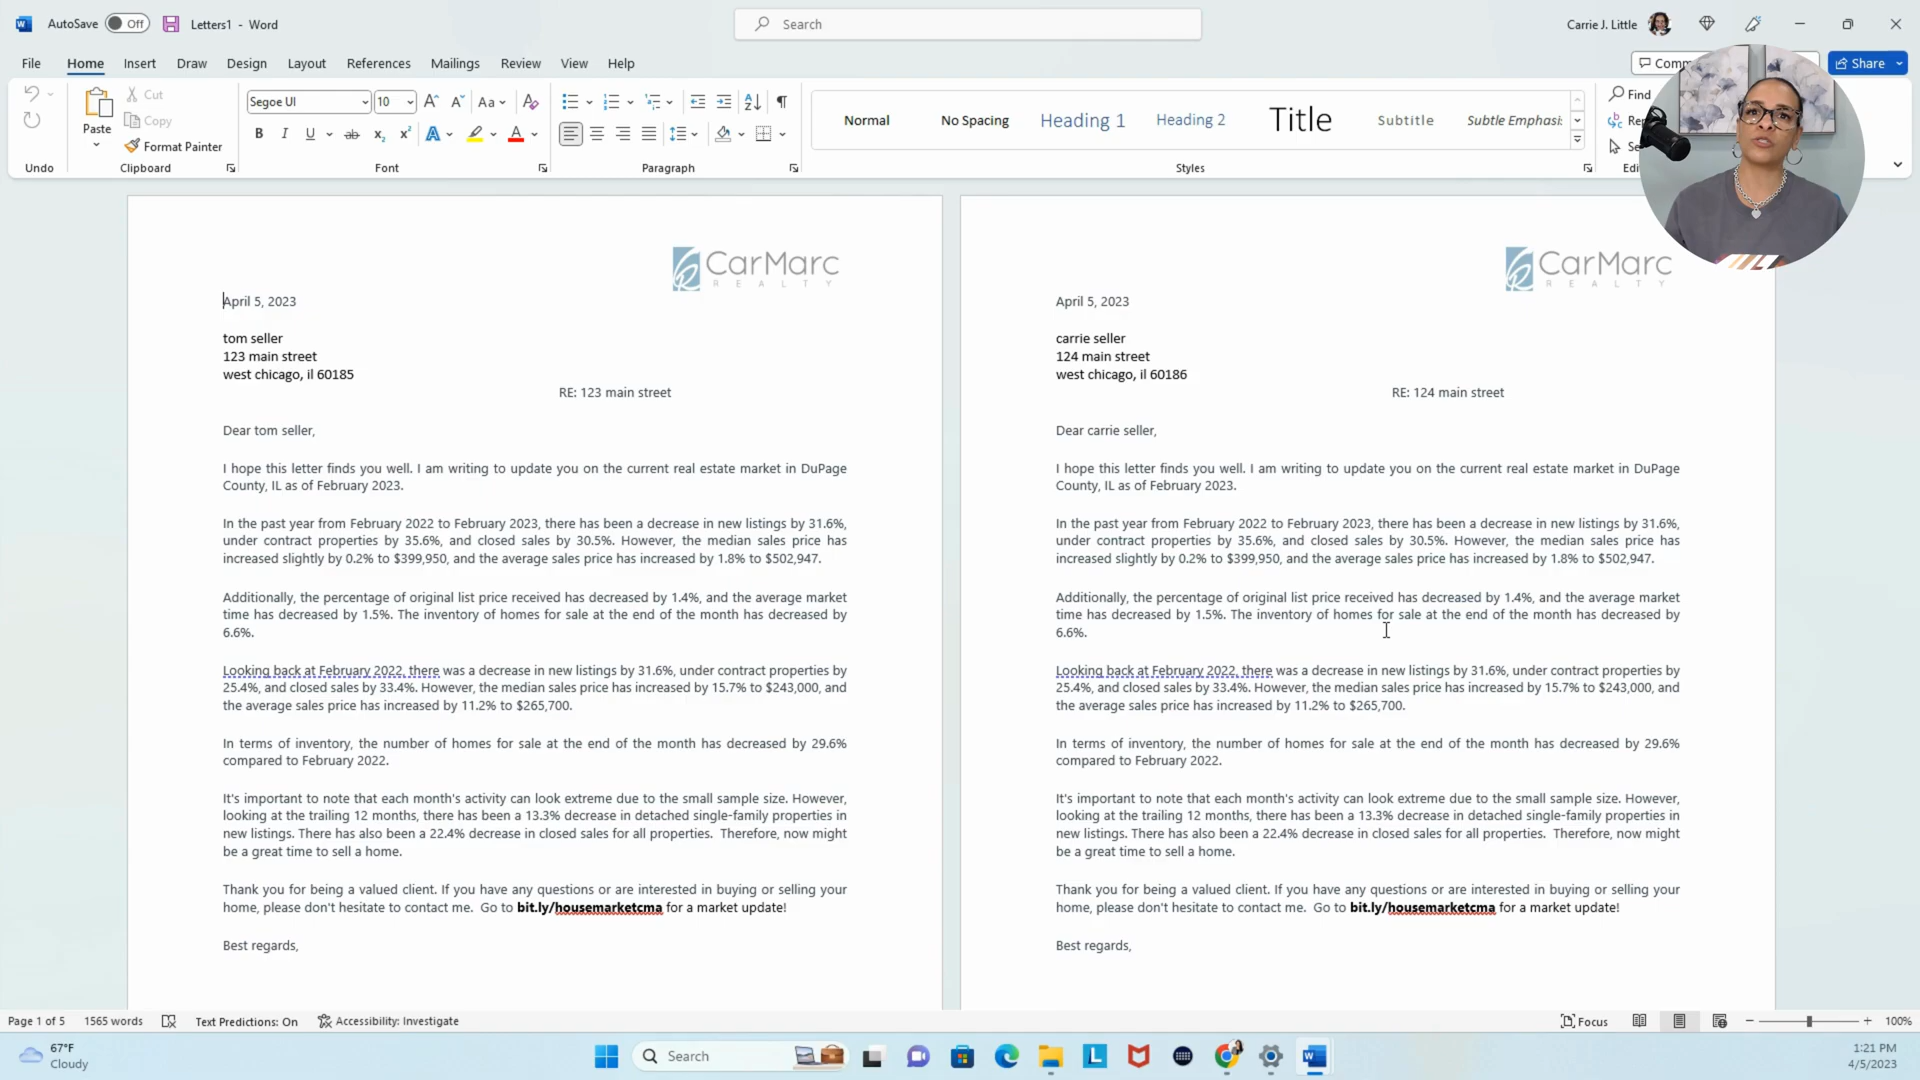 AutoSave Off Letters1 - Word
Search
Carrie J. Little
File Home Insert Draw Design Layout References Mailings Review View Help
Share
Segoe UI 10 Aa
Paste
Cut
Copy
Format Painter
B I U ab x₂ x² A A
Normal No Spacing Heading 1 Heading 2 Title Subtitle Subtle Emphasi
Find
Undo Clipboard Font Paragraph Styles
CarMarc
REALTY
April 5, 2023
tom seller
123 main street
west chicago, il 60185
RE: 123 main street
Dear tom seller,
I hope this letter finds you well. I am writing to update you on the current real estate market in DuPage
County, IL as of February 2023.
In the past year from February 2022 to February 2023, there has been a decrease in new listings by 31.6%,
under contract properties by 35.6%, and closed sales by 30.5%. However, the median sales price has
increased slightly by 0.2% to $399,950, and the average sales price has increased by 1.8% to $502,947.
Additionally, the percentage of original list price received has decreased by 1.4%, and the average market
time has decreased by 1.5%. The inventory of homes for sale at the end of the month has decreased by
6.6%.
Looking back at February 2022, there was a decrease in new listings by 31.6%, under contract properties by
25.4%, and closed sales by 33.4%. However, the median sales price has increased by 15.7% to $243,000, and
the average sales price has increased by 11.2% to $265,700.
In terms of inventory, the number of homes for sale at the end of the month has decreased by 29.6%
compared to February 2022.
It's important to note that each month's activity can look extreme due to the small sample size. However,
looking at the trailing 12 months, there has been a 13.3% decrease in detached single-family properties in
new listings. There has also been a 22.4% decrease in closed sales for all properties. Therefore, now might
be a great time to sell a home.
Thank you for being a valued client. If you have any questions or are interested in buying or selling your
home, please don't hesitate to contact me. Go to bit.ly/housemarketcma for a market update!
Best regards,
CarMarc
REALTY
April 5, 2023
carrie seller
124 main street
west chicago, il 60186
RE: 124 main street
Dear carrie seller,
I hope this letter finds you well. I am writing to update you on the current real estate market in DuPage
County, IL as of February 2023.
In the past year from February 2022 to February 2023, there has been a decrease in new listings by 31.6%,
under contract properties by 35.6%, and closed sales by 30.5%. However, the median sales price has
increased slightly by 0.2% to $399,950, and the average sales price has increased by 1.8% to $502,947.
Additionally, the percentage of original list price received has decreased by 1.4%, and the average market
time has decreased by 1.5%. The inventory of homes for sale at the end of the month has decreased by
6.6%.
Looking back at February 2022, there was a decrease in new listings by 31.6%, under contract properties by
25.4%, and closed sales by 33.4%. However, the median sales price has increased by 15.7% to $243,000, and
the average sales price has increased by 11.2% to $265,700.
In terms of inventory, the number of homes for sale at the end of the month has decreased by 29.6%
compared to February 2022.
It's important to note that each month's activity can look extreme due to the small sample size. However,
looking at the trailing 12 months, there has been a 13.3% decrease in detached single-family properties in
new listings. There has also been a 22.4% decrease in closed sales for all properties. Therefore, now might
be a great time to sell a home.
Thank you for being a valued client. If you have any questions or are interested in buying or selling your
home, please don't hesitate to contact me. Go to bit.ly/housemarketcma for a market update!
Best regards,
Page 1 of 5 1565 words Text Predictions: On Accessibility: Investigate Focus 100%
67°F
Cloudy
Search
1:21 PM
4/5/2023